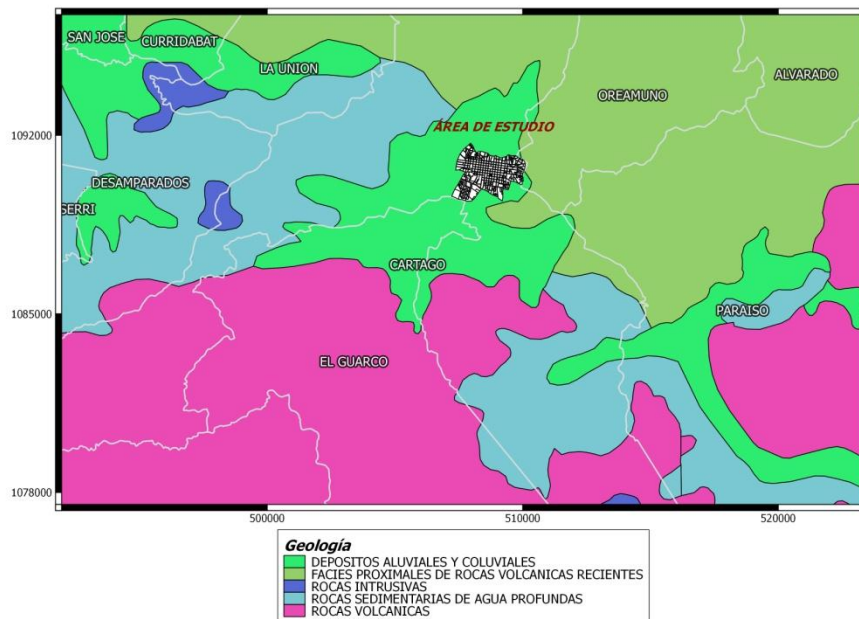 SAN JOSE
CURRIDABAT
LA UNION
ALVARADO
OREAMUNO
1092000
ÁREA DE ESTUDIO
DESAMPARADOS
SERRI
CARTAGO
1085000
PARAISO
EL GUARCO
1078000
500000
510000
520000
Geología
DEPOSITOS ALUVIALES Y COLUVIALES
FACIES PROXIMALES DE ROCAS VOLCANICAS RECIENTES
ROCAS INTRUSIVAS
ROCAS SEDIMENTARIAS DE AGUA PROFUNDAS
ROCAS VOLCANICAS